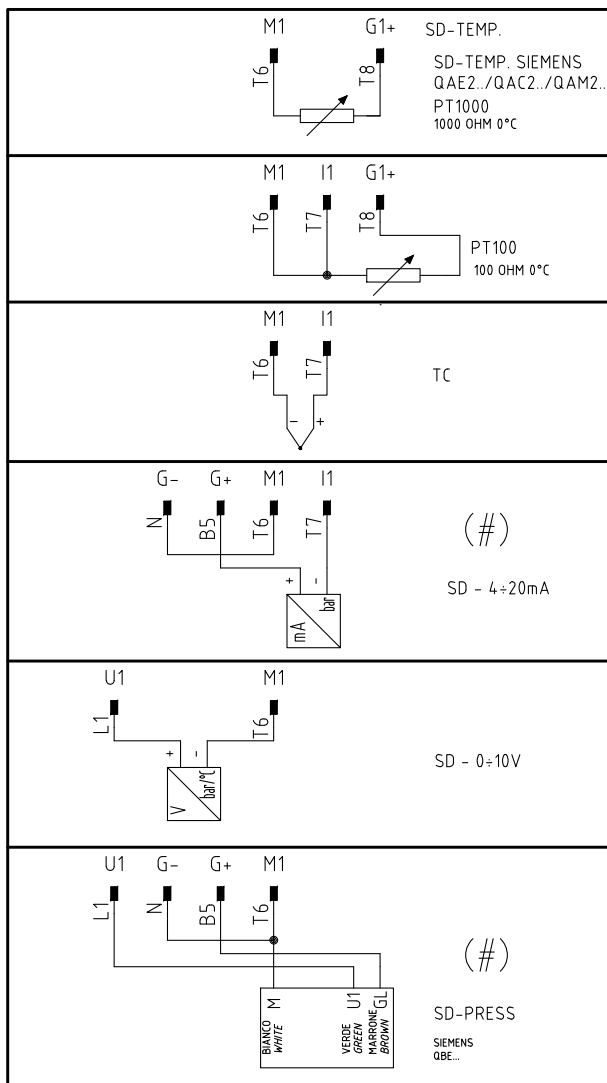 M1 G1+ SD-TEMP.
T6 T8 SD-TEMP. SIEMENS
QAE2../QAC2../QAM2..
PT1000
1000 OHM 0°C
M1 I1 G1+
T6 T7 T8
PT100
100 OHM 0°C
M1 I1
T6 T7
TC
- +
G- G+ M1 I1
N B5 T6 T7
(#)
+ -
mA bar
SD - 4÷20mA
U1 M1
L1 T6
+ -
V bar/°C
SD - 0÷10V
U1 G- G+ M1
L1 N B5 T6
(#)
M U1 GL
BIANCO
WHITE
VERDE
GREEN
MARRONE
BROWN
SD-PRESS
SIEMENS
QBE...